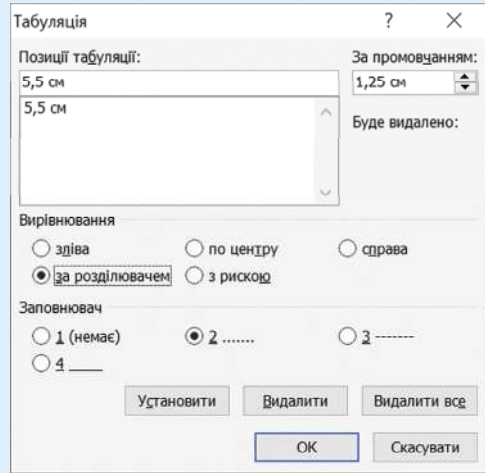 Табуляція ?
Позиції табуляції: За промовчанням:
5,5 см 1,25 см
5,5 см
Буде видалено:
Вирівнювання
зліва по центру справа
за розділювачем з рискою
Заповнювач
1 (немає) 2 ....... 3 -------
4 ____
Установити Видалити Видалити все
ОК Скасувати